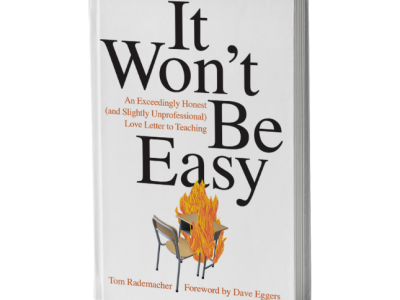 It
Won't
Be
Easy
An Exceedingly Honest
(and Slightly Unprofessional)
Love Letter to Teaching
Tom Rademacher
Foreword by Dave Eggers